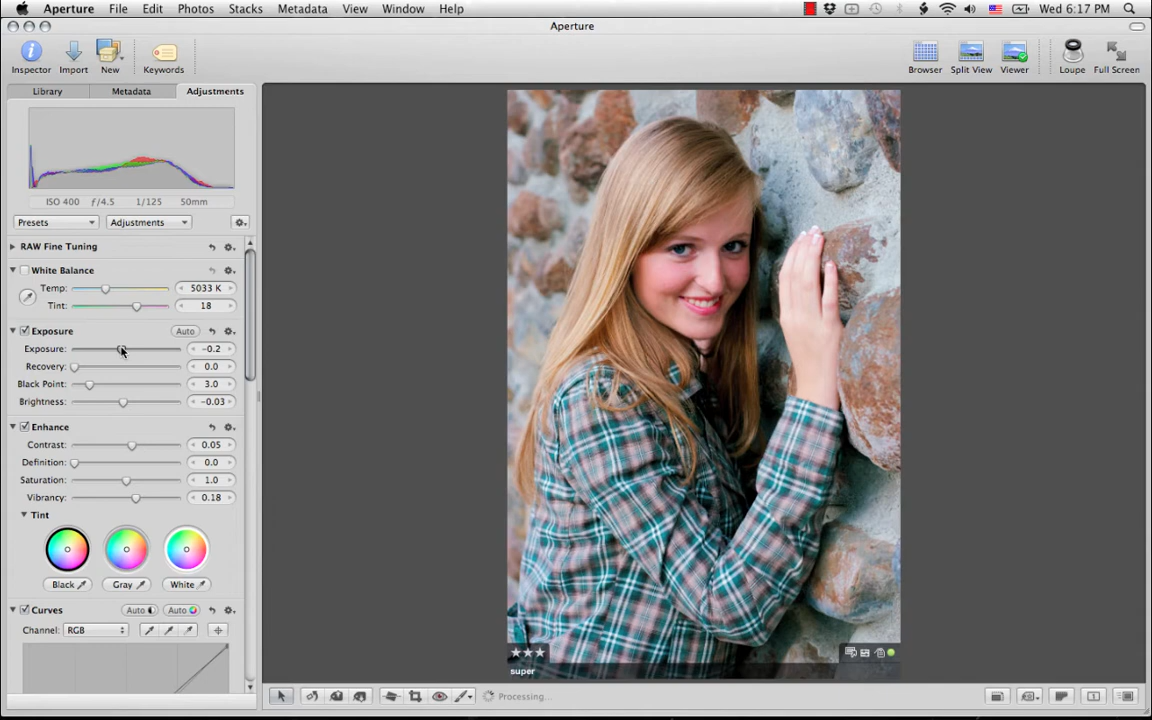 Aperture File Edit Photos Stacks Metadata View Window Help Wed 6:17 PM
Aperture
Inspector Import New Keywords Browser Split View Viewer Loupe Full Screen
Library Metadata Adjustments
ISO 400 ƒ/4.5 1/125 50mm
Presets Adjustments
RAW Fine Tuning
White Balance
Temp: 5033 K
Tint: 18
Exposure Auto
Exposure: -0.2
Recovery: 0.0
Black Point: 3.0
Brightness: -0.03
Enhance
Contrast: 0.05
Definition: 0.0
Saturation: 1.0
Vibrancy: 0.18
Tint
Black Gray White
Curves Auto Auto
Channel: RGB
super
Processing...